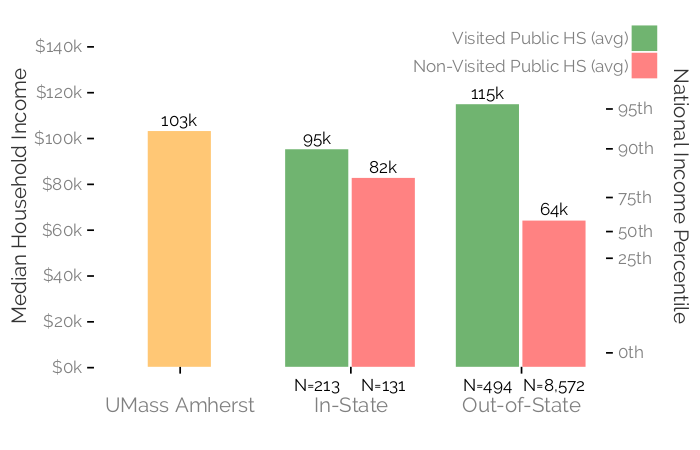 Visited Public HS (avg)
Non-Visited Public HS (avg)
Median Household Income
$140k
$120k
$100k
$80k
$60k
$40k
$20k
$0k
103k
95k
82k
115k
64k
National Income Percentile
95th
90th
75th
50th
25th
0th
N=213 N=131
N=494 N=8,572
UMass Amherst
In-State
Out-of-State